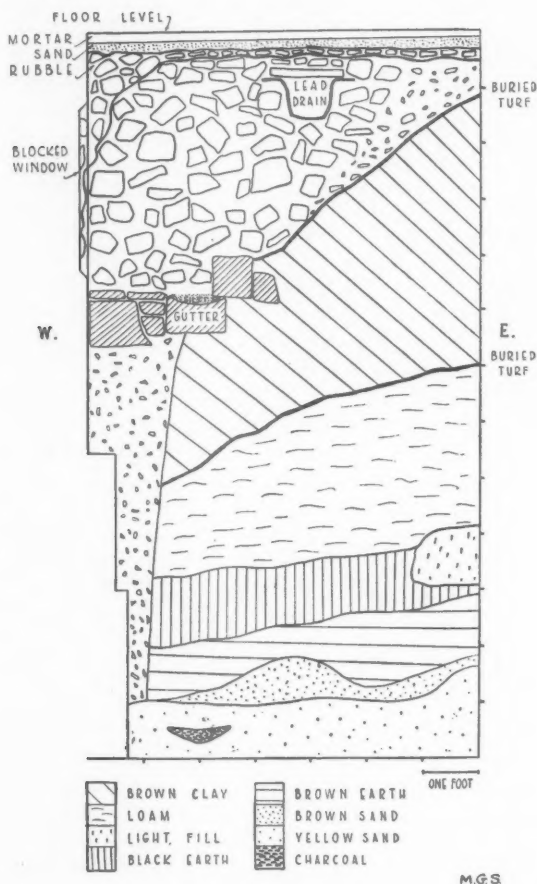 FLOOR LEVEL
MORTAR
SAND
RUBBLE
LEAD
DRAIN
BURIED
TURF
BLOCKED
WINDOW
GUTTER
W.
E.
BURIED
TURF
BROWN CLAY
LOAM
LIGHT, FILL
BLACK EARTH
BROWN EARTH
BROWN SAND
YELLOW SAND
CHARCOAL
ONE FOOT
M.G.S.